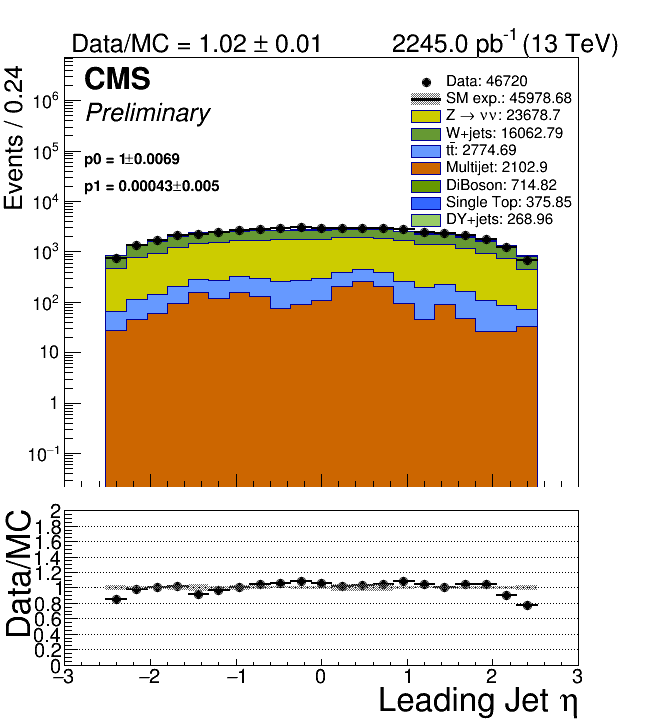 Data/MC = 1.02 ± 0.01 2245.0 pb⁻¹ (13 TeV)
Events / 0.24
CMS
Preliminary
p0 = 1±0.0069
p1 = 0.00043±0.005
Data: 46720
SM exp.: 45978.68
Z → νν: 23678.7
W+jets: 16062.79
tt̄: 2774.69
Multijet: 2102.9
DiBoson: 714.82
Single Top: 375.85
DY+jets: 268.96
10⁶
10⁵
10⁴
10³
10²
10
1
10⁻¹
Data/MC
2
1.8
1.6
1.4
1.2
1
0.8
0.6
0.4
0.2
0
−3 −2 −1 0 1 2 3
Leading Jet η